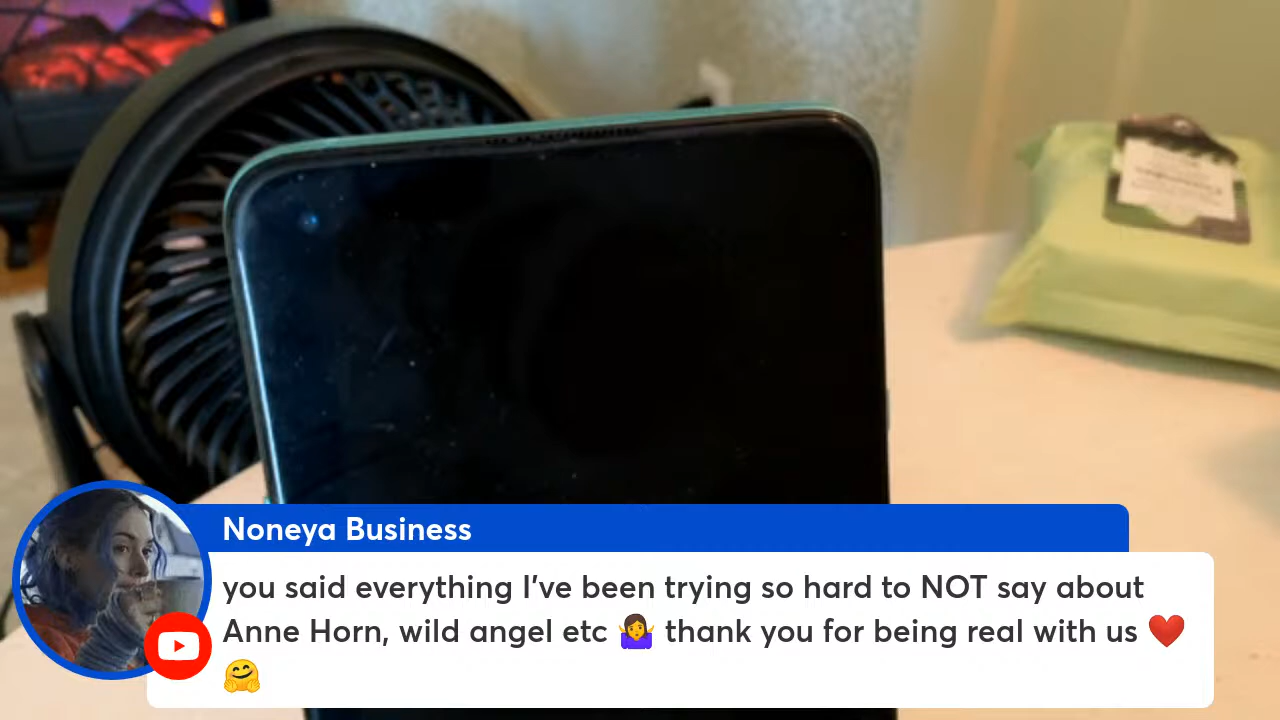 Noneya Business
you said everything I've been trying so hard to NOT say about
Anne Horn, wild angel etc 🤷‍♀️ thank you for being real with us ❤️
🤗